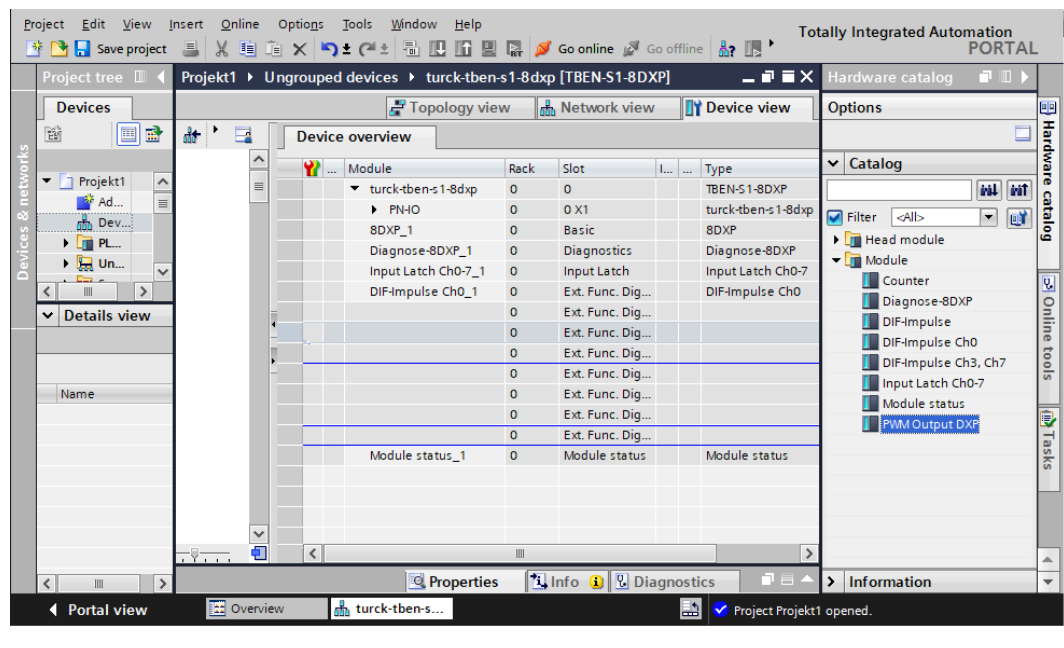 Project Edit View Insert Online Options Tools Window Help
Totally Integrated Automation
PORTAL
Save project Go online Go offline
Project tree
Projekt1 Ungrouped devices turck-tben-s1-8dxp [TBEN-S1-8DXP]
Hardware catalog
Devices
Topology view Network view Device view
Options
Device overview
... Module Rack Slot I... ... Type
turck-tben-s1-8dxp 0 0 TBEN-S1-8DXP
PN-IO 0 0 X1 turck-tben-s1-8dxp
8DXP_1 0 Basic 8DXP
Diagnose-8DXP_1 0 Diagnostics Diagnose-8DXP
Input Latch Ch0-7_1 0 Input Latch Input Latch Ch0-7
DIF-Impulse Ch0_1 0 Ext. Func. Dig... DIF-Impulse Ch0
0 Ext. Func. Dig...
0 Ext. Func. Dig...
0 Ext. Func. Dig...
0 Ext. Func. Dig...
0 Ext. Func. Dig...
0 Ext. Func. Dig...
0 Ext. Func. Dig...
Module status_1 0 Module status Module status
Projekt1
Ad...
Dev...
PL...
Un...
Details view
Name
Devices & networks
Catalog
Filter <All>
Head module
Module
Counter
Diagnose-8DXP
DIF-Impulse
DIF-Impulse Ch0
DIF-Impulse Ch3, Ch7
Input Latch Ch0-7
Module status
PWM Output DXP
Information
Hardware catalog
Online tools
Tasks
Properties Info Diagnostics
Portal view Overview turck-tben-s... Project Projekt1 opened.